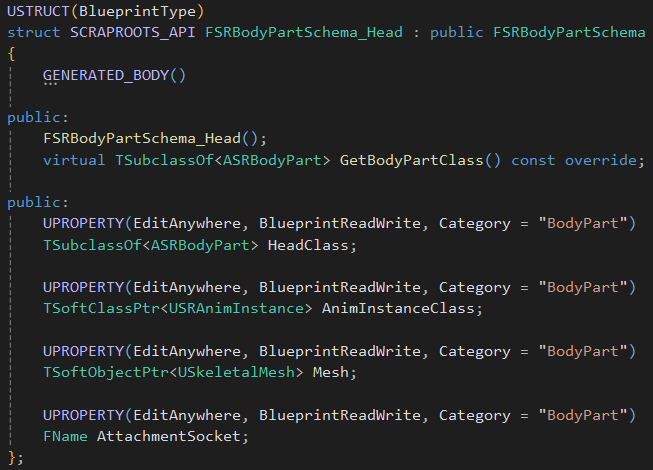 USTRUCT(BlueprintType)
struct SCRAPROOTS_API FSRBodyPartSchema_Head : public FSRBodyPartSchema
{
    GENERATED_BODY()

public:
    FSRBodyPartSchema_Head();
    virtual TSubclassOf<ASRBodyPart> GetBodyPartClass() const override;

public:
    UPROPERTY(EditAnywhere, BlueprintReadWrite, Category = "BodyPart")
    TSubclassOf<ASRBodyPart> HeadClass;

    UPROPERTY(EditAnywhere, BlueprintReadWrite, Category = "BodyPart")
    TSoftClassPtr<USRAnimInstance> AnimInstanceClass;

    UPROPERTY(EditAnywhere, BlueprintReadWrite, Category = "BodyPart")
    TSoftObjectPtr<USkeletalMesh> Mesh;

    UPROPERTY(EditAnywhere, BlueprintReadWrite, Category = "BodyPart")
    FName AttachmentSocket;
};